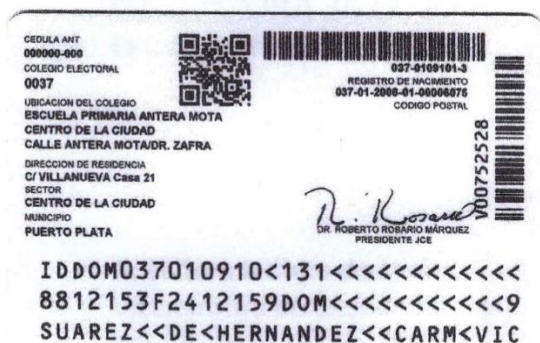 CEDULA ANT
000000-000
COLEGIO ELECTORAL
0037
UBICACION DEL COLEGIO
ESCUELA PRIMARIA ANTERA MOTA
CENTRO DE LA CIUDAD
CALLE ANTERA MOTA/DR. ZAFRA
DIRECCION DE RESIDENCIA
C/ VILLANUEVA Casa 21
SECTOR
CENTRO DE LA CIUDAD
MUNICIPIO
PUERTO PLATA
037-0109101-3
REGISTRO DE NACIMIENTO
037-01-2006-01-00006075
CODIGO POSTAL
V00752528
R. Rosario
DR. ROBERTO ROSARIO MÁRQUEZ
PRESIDENTE JCE
IDDOM037010910<131<<<<<<<<<<<<
8812153F2412159DOM<<<<<<<<<<<9
SUAREZ<<DE<HERNANDEZ<<CARM<VIC